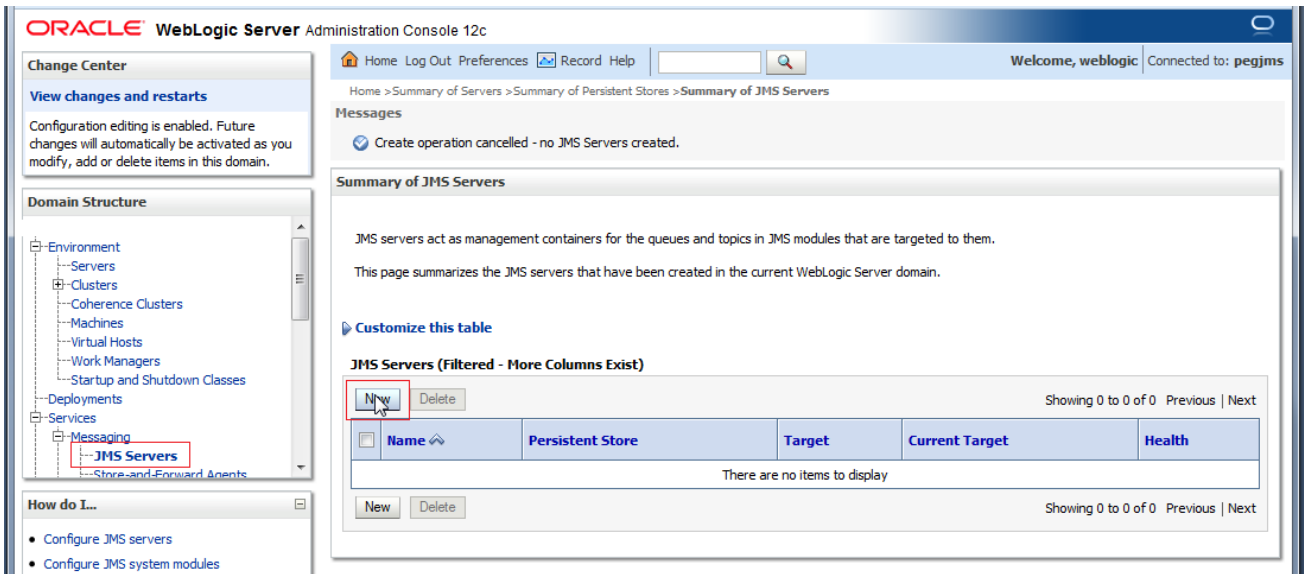 ORACLE WebLogic Server Administration Console 12c
Change Center
View changes and restarts
Configuration editing is enabled. Future
changes will automatically be activated as you
modify, add or delete items in this domain.
Domain Structure
Environment
Servers
Clusters
Coherence Clusters
Machines
Virtual Hosts
Work Managers
Startup and Shutdown Classes
Deployments
Services
Messaging
JMS Servers
Store-and-Forward Agents
How do I...
Configure JMS servers
Configure JMS system modules
Home Log Out Preferences Record Help
Welcome, weblogic Connected to: pegjms
Home >Summary of Servers >Summary of Persistent Stores >Summary of JMS Servers
Messages
Create operation cancelled - no JMS Servers created.
Summary of JMS Servers
JMS servers act as management containers for the queues and topics in JMS modules that are targeted to them.
This page summarizes the JMS servers that have been created in the current WebLogic Server domain.
Customize this table
JMS Servers (Filtered - More Columns Exist)
New Delete Showing 0 to 0 of 0 Previous | Next
Name Persistent Store Target Current Target Health
There are no items to display
New Delete Showing 0 to 0 of 0 Previous | Next